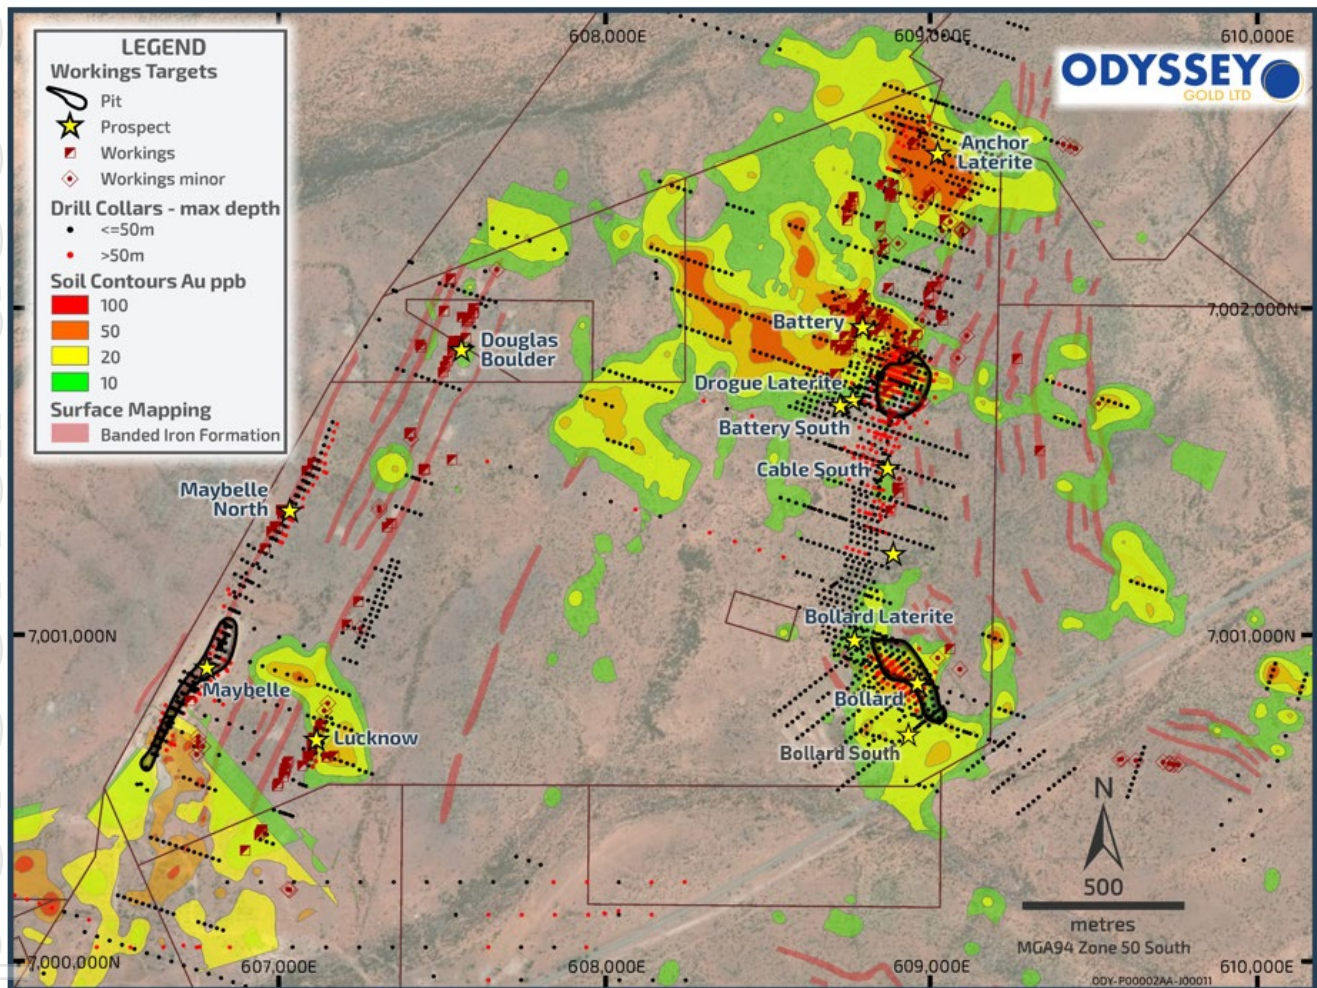 608,000E
609,000E
610,000E
LEGEND
Workings Targets
Pit
Prospect
Workings
Workings minor
Drill Collars - max depth
<=50m
>50m
Soil Contours Au ppb
100
50
20
10
Surface Mapping
Banded Iron Formation
ODYSSEY
GOLD LTD
Anchor
Laterite
7,002,000N
Battery
Douglas
Boulder
Drogue Laterite
Battery South
Cable South
Maybelle
North
Bollard Laterite
7,001,000N
7,001,000N
Maybelle
Bollard
Lucknow
Bollard South
N
500
metres
MGA94 Zone 50 South
7,000,000N
607,000E
608,000E
609,000E
610,000E
ODY-P00002AA-J00011